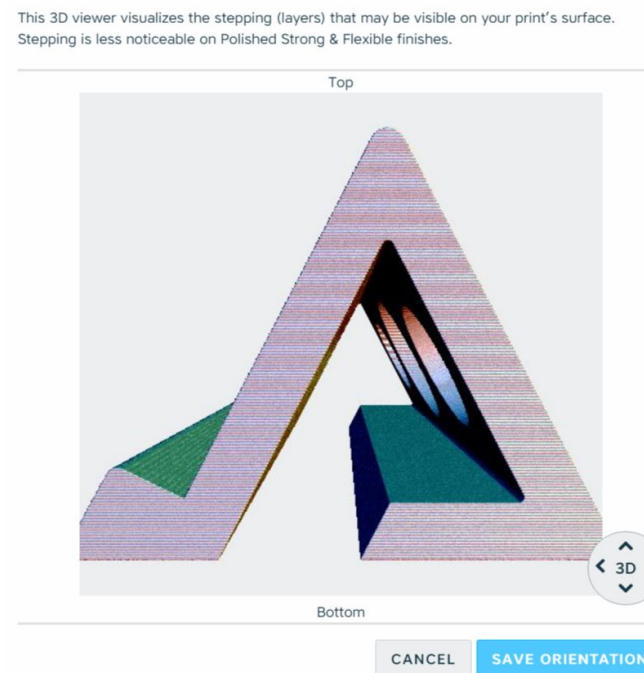 This 3D viewer visualizes the stepping (layers) that may be visible on your print's surface.
Stepping is less noticeable on Polished Strong & Flexible finishes.
Top
3D
Bottom
CANCEL
SAVE ORIENTATION